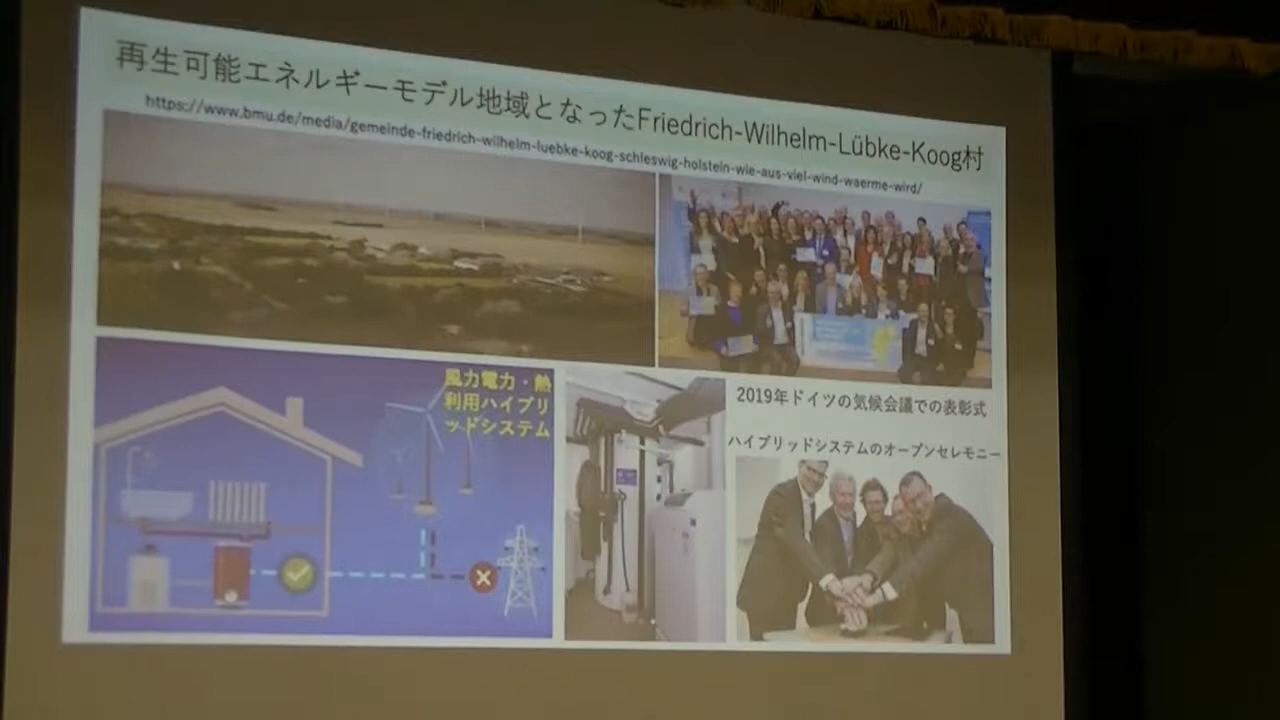 再生可能エネルギーモデル地域となったFriedrich-Wilhelm-Lübke-Koog村
https://www.bmu.de/media/gemeinde-friedrich-wilhelm-luebke-koog-schleswig-holstein-wie-aus-viel-wind-waerme-wird/
風力電力・熱
利用ハイブリ
ッドシステム
2019年ドイツの気候会議での表彰式
ハイブリッドシステムのオープンセレモニー